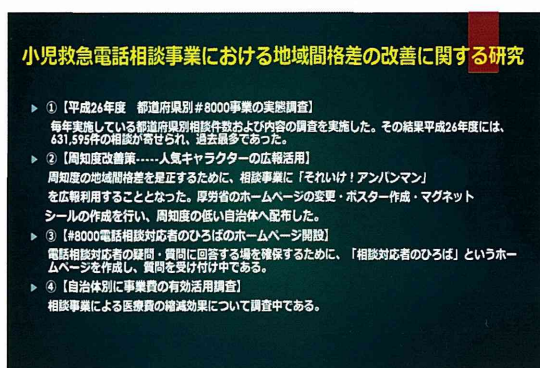 小児救急電話相談事業における地域間格差の改善に関する研究
▶ ①【平成26年度 都道府県別#8000事業の実態調査】
毎年実施している都道府県別相談件数および内容の調査を実施した。その結果平成26年度には、
631,595件の相談が寄せられ、過去最多であった。
▶ ②【周知度改善策-----人気キャラクターの広報活用】
周知度の地域間格差を是正するために、相談事業に「それいけ！アンパンマン」
を広報利用することとなった。厚労省のホームページの変更・ポスター作成・マグネット
シールの作成を行い、周知度の低い自治体へ配布した。
▶ ③【#8000電話相談対応者のひろばのホームページ開設】
電話相談対応者の疑問・質問に回答する場を確保するために、「相談対応者のひろば」というホー
ムページを作成し、質問を受け付け中である。
▶ ④【自治体別に事業費の有効活用調査】
相談事業による医療費の縮減効果について調査中である。